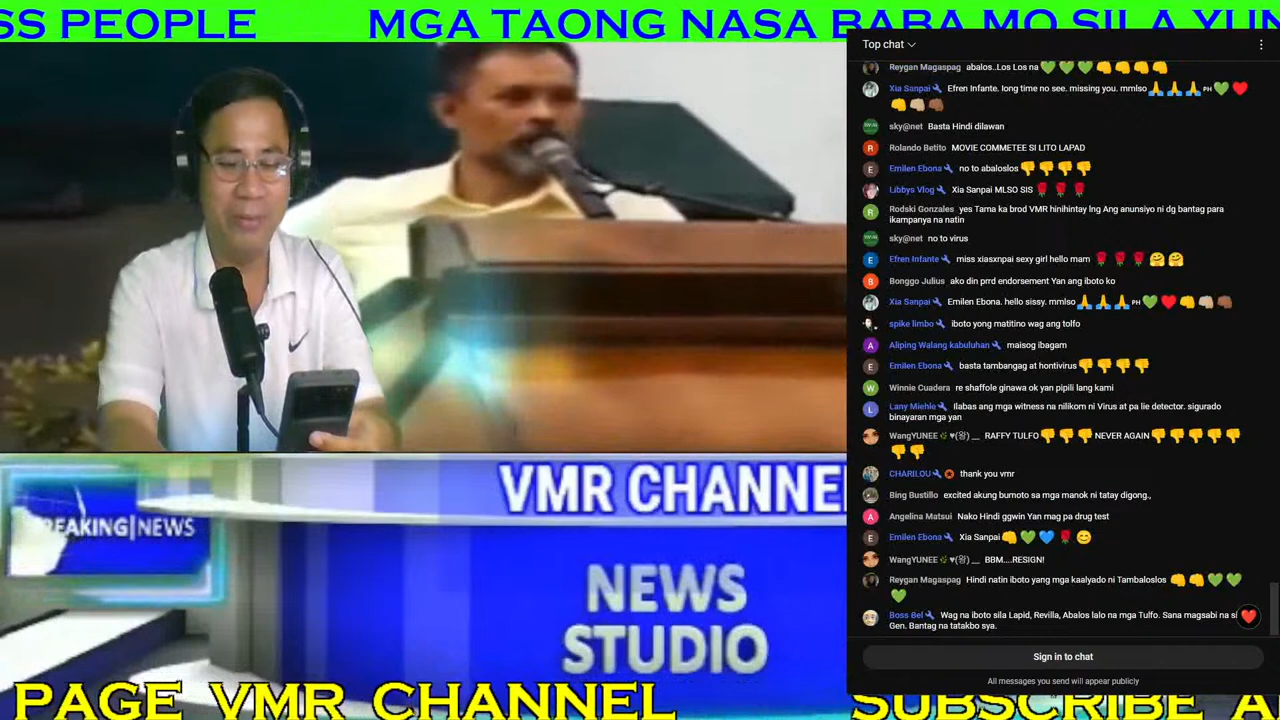 SS PEOPLE MGA TAONG NASA BABA MO SILA YUN
Top chat
Reygan Magaspag abalos..Los Los na💚💚💚👊👊👊👊
Xia Sanpai Efren Infante. long time no see. missing you. mmlso🙏🙏🙏🇵🇭💚❤️
👊👊🏼👊🏾
sky@net Basta Hindi dilawan
R Rolando Betito MOVIE COMMETEE SI LITO LAPAD
E Emilen Ebona no to abaloslos👎👎👎👎
Libbys Vlog Xia Sanpai MLSO SIS🌹🌹🌹
R Rodski Gonzales yes Tama ka brod VMR hinihintay lng Ang anunsiyo ni dg bantag para
ikampanya na natin
sky@net no to virus
E Efren Infante miss xiasxnpai sexy girl hello mam 🌹🌹🌹🤗🤗
B Bonggo Julius ako din prrd endorsement Yan ang iboto ko
Xia Sanpai Emilen Ebona. hello sissy. mmlso🙏🙏🙏🇵🇭💚❤️👊👊🏼👊🏾
spike limbo iboto yong matitino wag ang tolfo
A Aliping Walang kabuluhan maisog ibagam
E Emilen Ebona basta tambangag at hontivirus👎👎👎👎
W Winnie Cuadera re shaffole ginawa ok yan pipili lang kami
L Lany Miehle Ilabas ang mga witness na nilikom ni Virus at pa lie detector. sigurado
binayaran mga yan
WangYUNEE🌿♥(왕)__ RAFFY TULFO👎👎👎NEVER AGAIN👎👎👎👎👎
👎👎
CHARILOU thank you vmr
Bing Bustillo excited akung bumoto sa mga manok ni tatay digong.,
A Angelina Matsui Nako Hindi ggwin Yan mag pa drug test
E Emilen Ebona Xia Sanpai👊💚💙🌹😊
WangYUNEE🌿♥(왕)__ BBM....RESIGN!
Reygan Magaspag Hindi natin iboto yang mga kaalyado ni Tambaloslos 👊👊💚💚
💚
Boss Bel Wag na iboto sila Lapid, Revilla, Abalos lalo na mga Tulfo. Sana magsabi na si
Gen. Bantag na tatakbo sya.
Sign in to chat
All messages you send will appear publicly
VMR CHANNE
REAKING|NEWS
NEWS
STUDIO
PAGE VMR CHANNEL SUBSCRIBE A